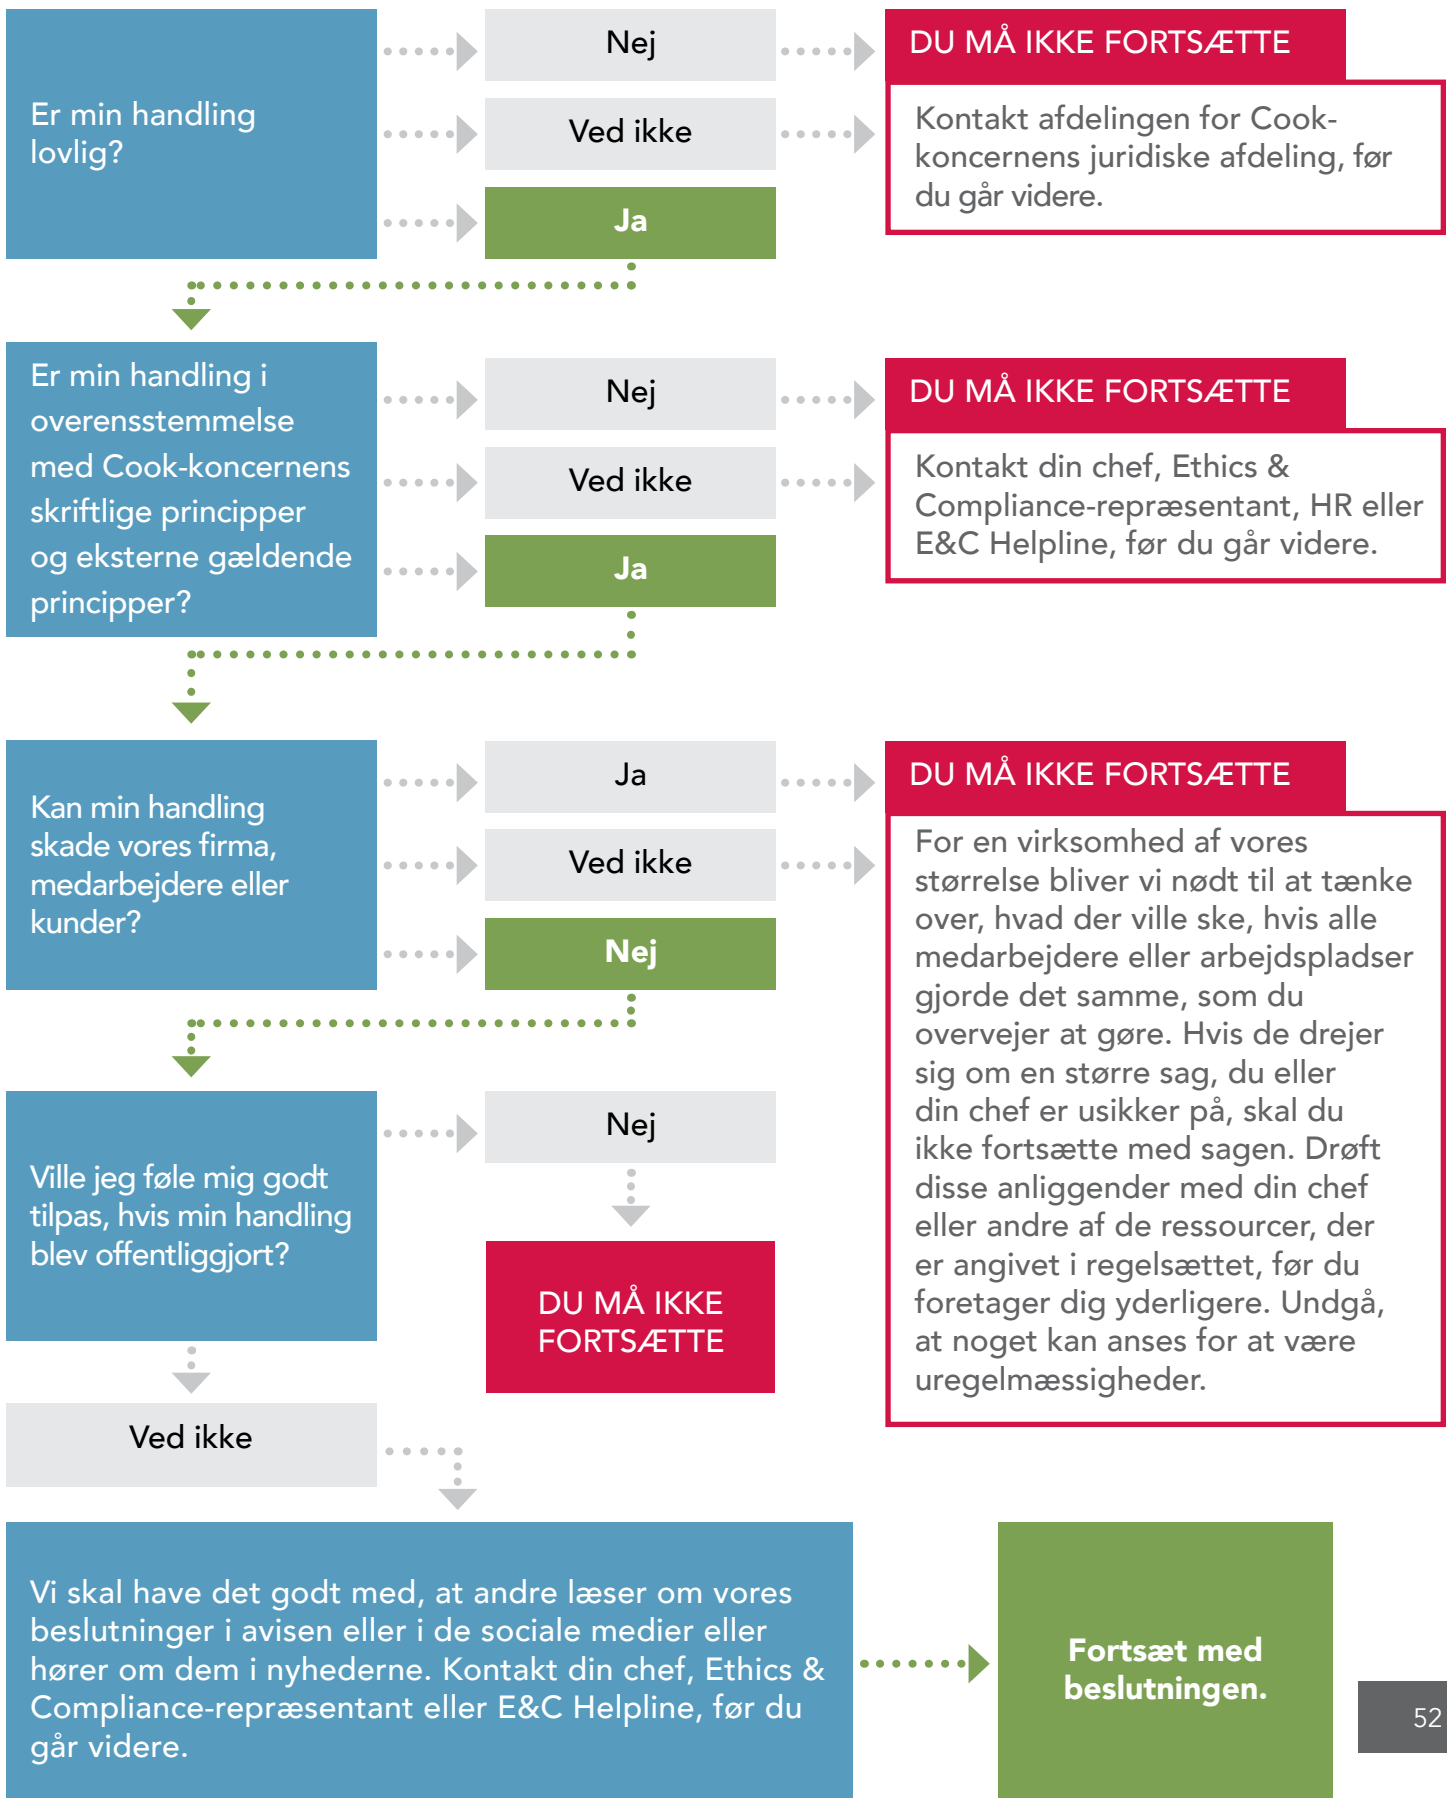 Er min handling
lovlig?
Nej
Ved ikke
Ja
DU MÅ IKKE FORTSÆTTE
Kontakt afdelingen for Cook-
koncernens juridiske afdeling, før
du går videre.
Er min handling i
overensstemmelse
med Cook-koncernens
skriftlige principper
og eksterne gældende
principper?
Nej
Ved ikke
Ja
DU MÅ IKKE FORTSÆTTE
Kontakt din chef, Ethics &
Compliance-repræsentant, HR eller
E&C Helpline, før du går videre.
Kan min handling
skade vores firma,
medarbejdere eller
kunder?
Ja
Ved ikke
Nej
DU MÅ IKKE FORTSÆTTE
For en virksomhed af vores
størrelse bliver vi nødt til at tænke
over, hvad der ville ske, hvis alle
medarbejdere eller arbejdspladser
gjorde det samme, som du
overvejer at gøre. Hvis de drejer
sig om en større sag, du eller
din chef er usikker på, skal du
ikke fortsætte med sagen. Drøft
disse anliggender med din chef
eller andre af de ressourcer, der
er angivet i regelsættet, før du
foretager dig yderligere. Undgå,
at noget kan anses for at være
uregelmæssigheder.
Ville jeg føle mig godt
tilpas, hvis min handling
blev offentliggjort?
Nej
DU MÅ IKKE
FORTSÆTTE
Ved ikke
Vi skal have det godt med, at andre læser om vores
beslutninger i avisen eller i de sociale medier eller
hører om dem i nyhederne. Kontakt din chef, Ethics &
Compliance-repræsentant eller E&C Helpline, før du
går videre.
Fortsæt med
beslutningen.
52